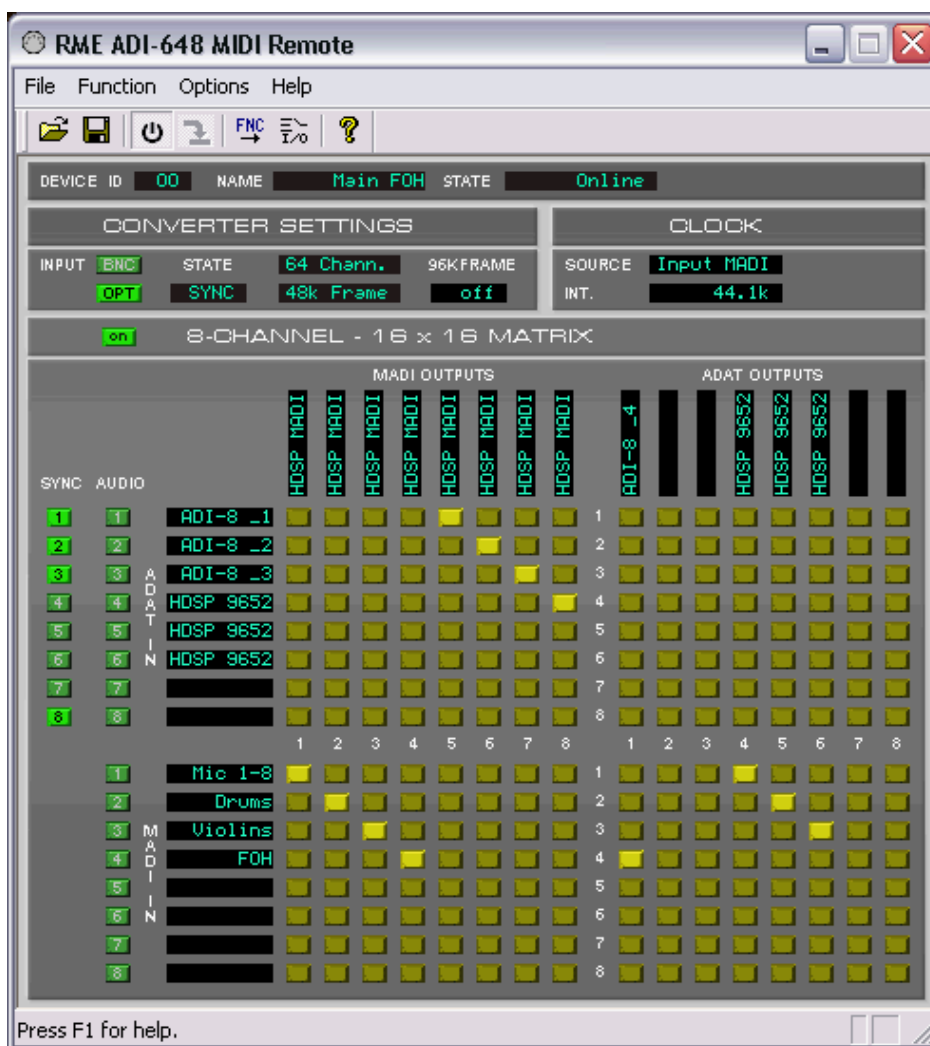 RME ADI-648 MIDI Remote
File Function Options Help
FNC I/O ?
DEVICE ID 00 NAME Main FOH STATE Online
CONVERTER SETTINGS CLOCK
INPUT BNC STATE 64 Chann. 96KFRAME SOURCE Input MADI
OPT SYNC 48k Frame off INT. 44.1k
on 8-CHANNEL - 16 x 16 MATRIX
MADI OUTPUTS ADAT OUTPUTS
HDSP MADI HDSP MADI HDSP MADI HDSP MADI HDSP MADI HDSP MADI HDSP MADI HDSP MADI ADI-8 _4 HDSP 9652 HDSP 9652 HDSP 9652
SYNC AUDIO
ADAT IN
1 1 ADI-8 _1 1
2 2 ADI-8 _2 2
3 3 ADI-8 _3 3
4 4 HDSP 9652 4
5 5 HDSP 9652 5
6 6 HDSP 9652 6
7 7 7
8 8 8
1 2 3 4 5 6 7 8 1 2 3 4 5 6 7 8
MADI IN
1 Mic 1-8 1
2 Drums 2
3 Violins 3
4 FOH 4
5 5
6 6
7 7
8 8
Press F1 for help.